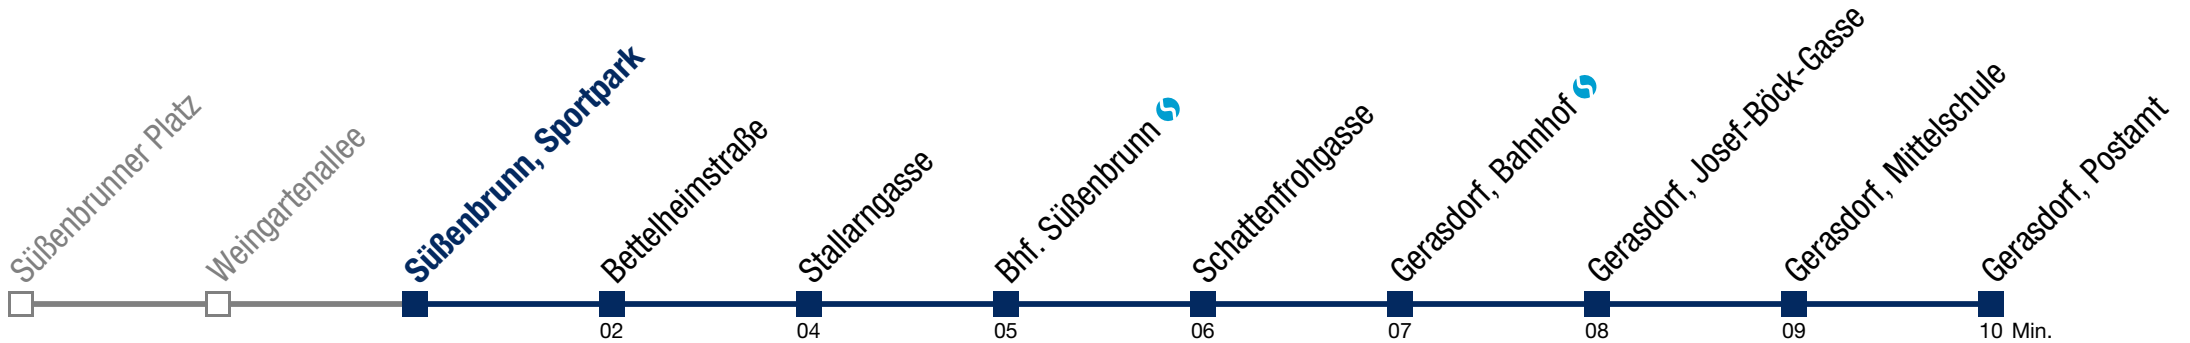 Süßenbrunner Platz
Weingartenallee
Süßenbrunn, Sportpark
Bettelheimstraße
Stallarngasse
Bhf. Süßenbrunn
Schattenfrohgasse
Gerasdorf, Bahnhof
Gerasdorf, Josef-Böck-Gasse
Gerasdorf, Mittelschule
Gerasdorf, Postamt
02 04 05 06 07 08 09 10 Min.